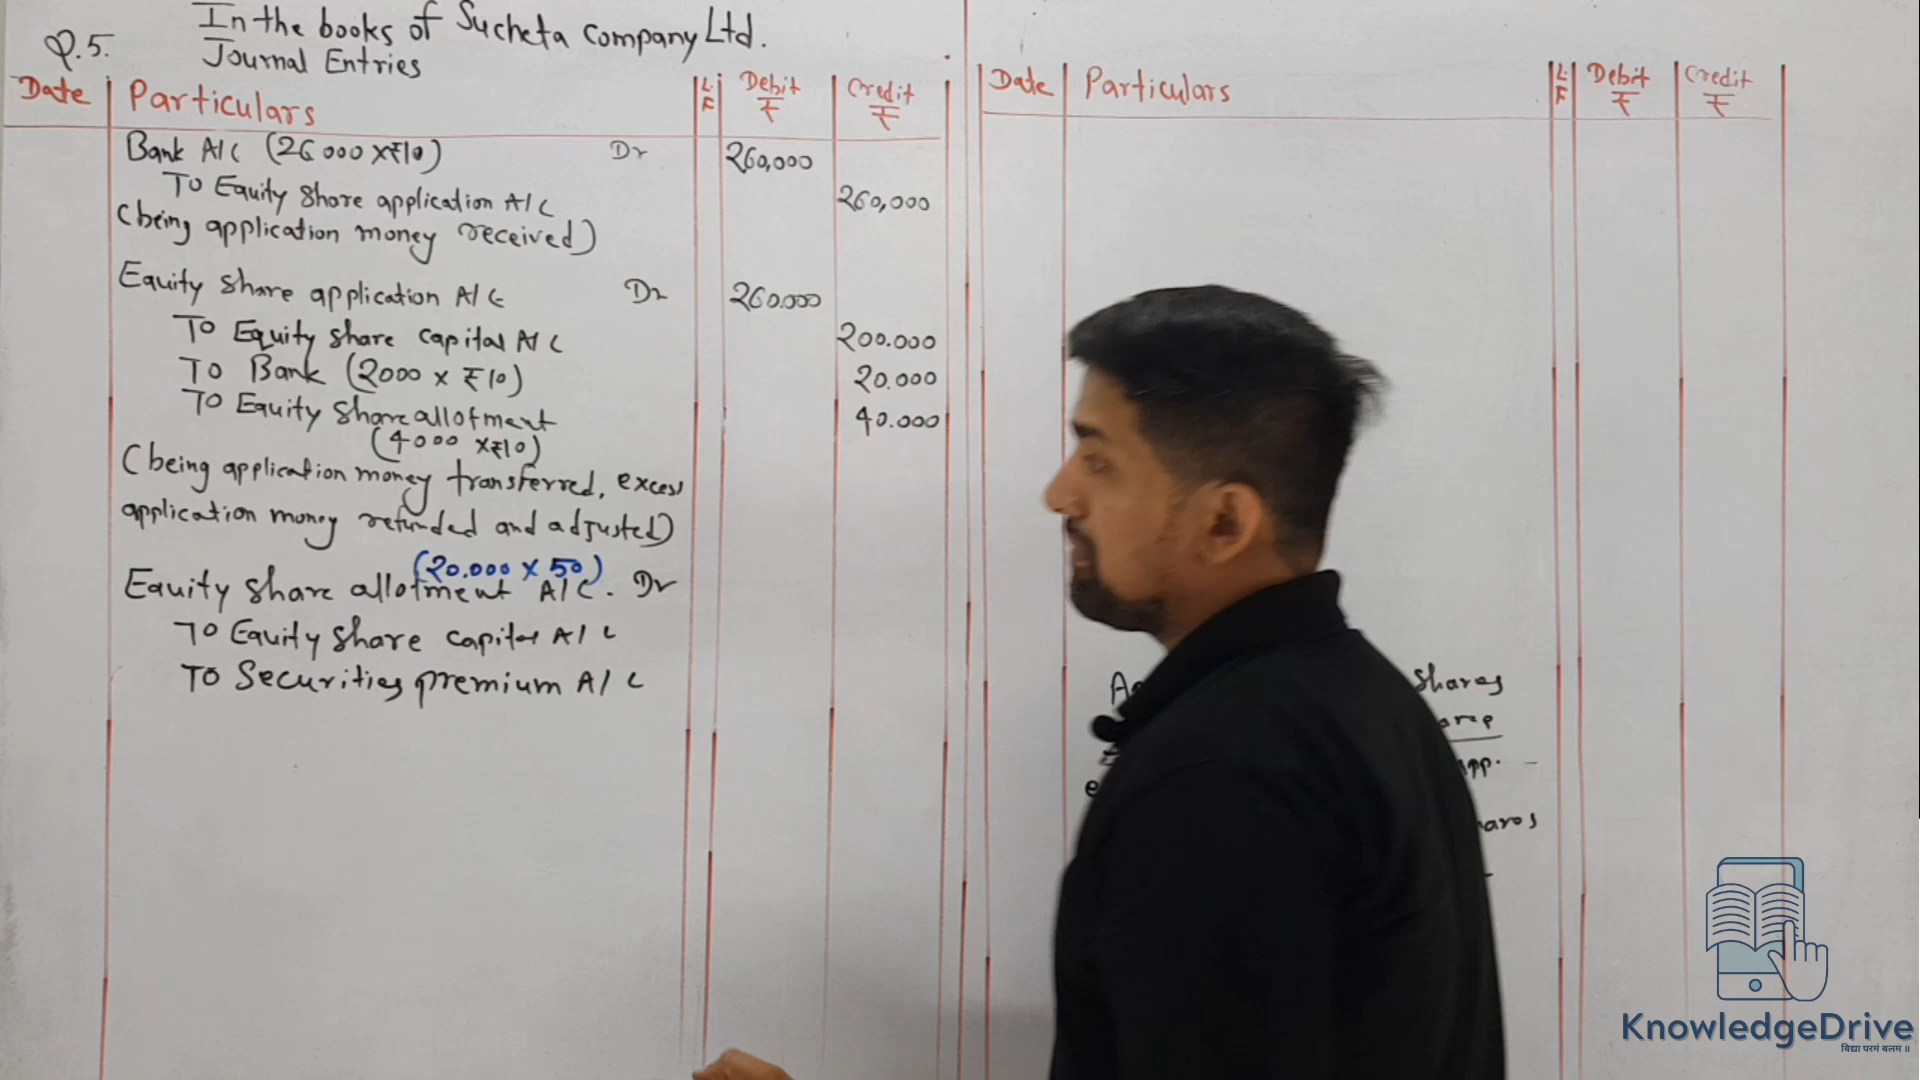 Q.5.
In the books of Sucheta company Ltd.
Journal Entries
Date Particulars L.F Debit ₹ Credit ₹
Bank A/C (26000 x ₹10) Dr 260,000
To Equity share application A/C 260,000
(being application money received)
Equity share application A/C Dr 260.000
To Equity share capital A/C 200.000
To Bank (2000 x ₹10) 20.000
To Equity share allotment 40.000
(4000 x ₹10)
(being application money transferred, excess
application money refunded and adjusted)
(20.000 x 50)
Equity share allotment A/C. Dr
To Equity share capital A/C
To Securities premium A/C
Date Particulars L.F Debit ₹ Credit ₹
shares
KnowledgeDrive
विद्या परमं बलम ॥